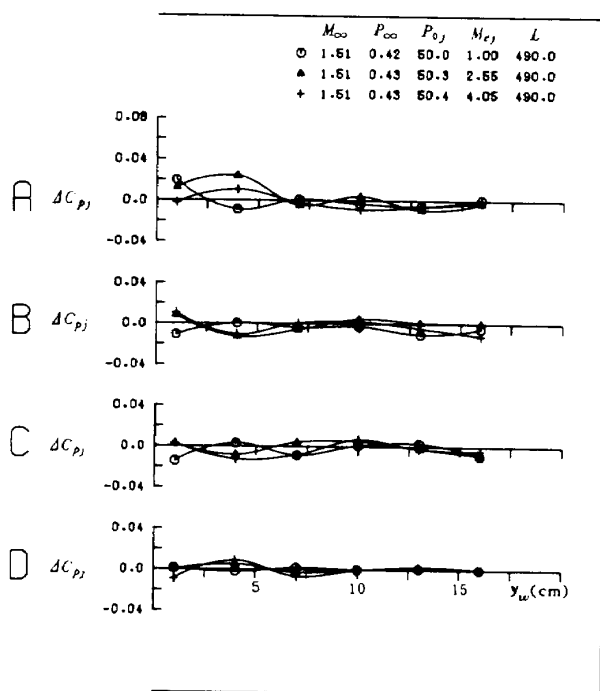 M∞ P∞ P0j Mej L
1.51 0.42 50.0 1.00 490.0
1.51 0.43 50.3 2.55 490.0
1.51 0.43 50.4 4.05 490.0
0.08
0.04
A ΔCpj 0.0
-0.04
0.04
B ΔCpj 0.0
-0.04
0.04
C ΔCpj 0.0
-0.04
0.04
D ΔCpj 0.0
-0.04
5 10 15 yw(cm)